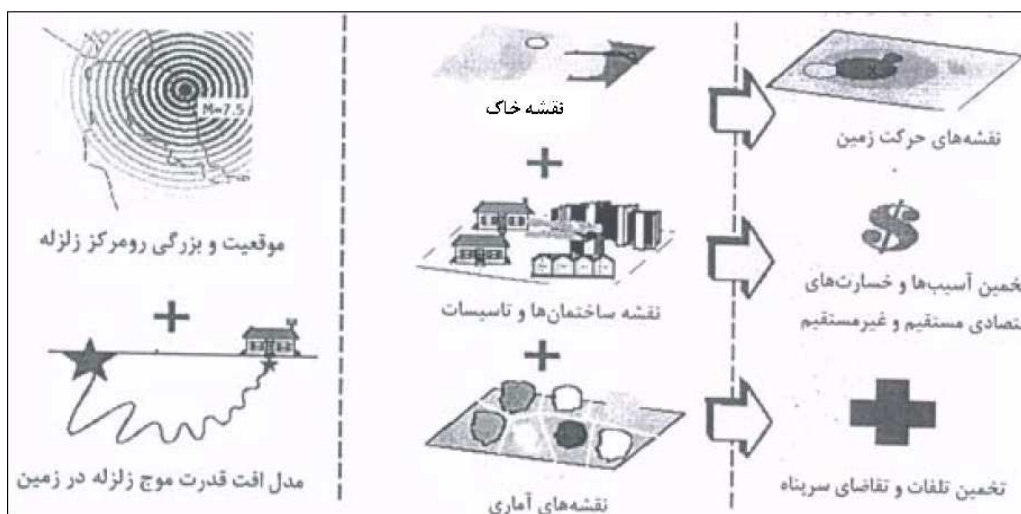 M=7.5
موقعیت و بزرگی رومرکز زلزله
مدل افت قدرت موج زلزله در زمین
نقشه خاک
نقشه ساختمان‌ها و تاسیسات
نقشه‌های آماری
نقشه‌های حرکت زمین
$
خمین آسیب‌ها و خسارت‌های
تصادی مستقیم و غیرمستقیم
تخمین تلفات و تقاضای سرپناه